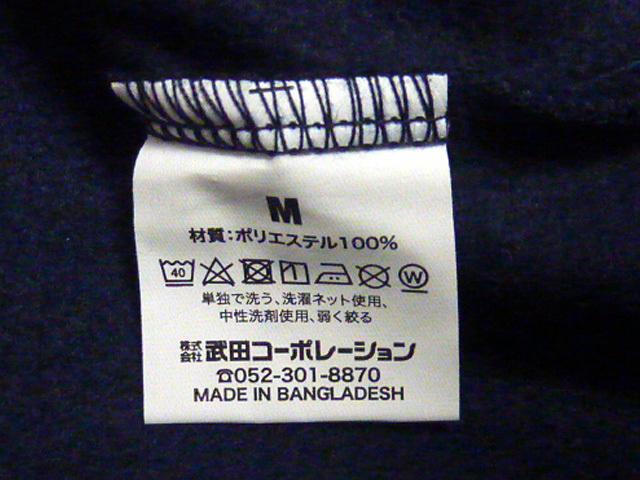 M
材質:ポリエステル100%
40 W
単独で洗う、洗濯ネット使用、
中性洗剤使用、弱く絞る
株式会社 武田コーポレーション
☎052-301-8870
MADE IN BANGLADESH